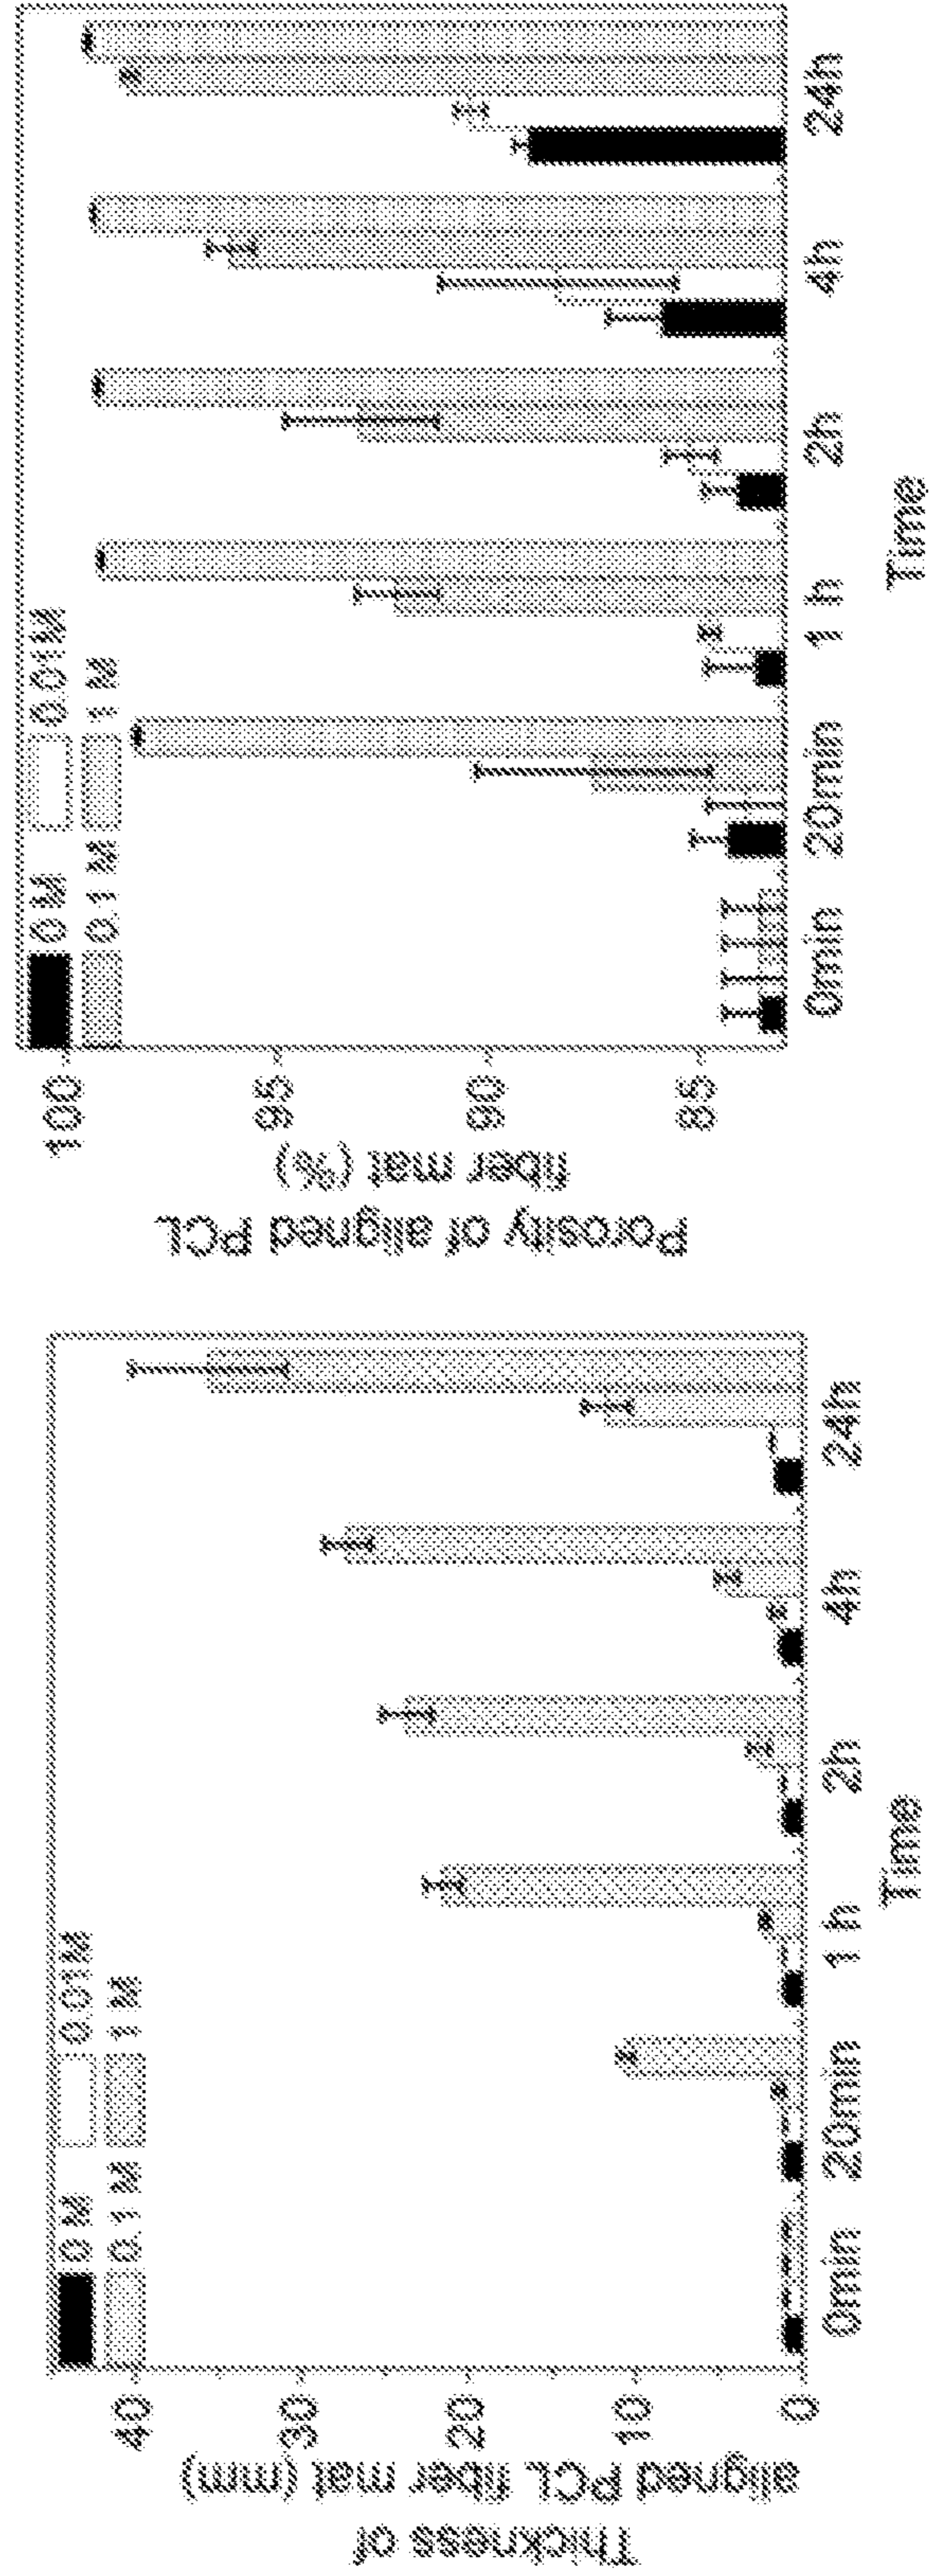 Thickness of
aligned PCL fiber mat (mm)
40
30
20
10
0
0 M
0.01M
0.1 M
1 M
0min
20min
1 h
2h
4h
24h
Time
Porosity of aligned PCL
fiber mat (%)
100
95
90
85
0 M
0.01M
0.1 M
1 M
0min
20min
1 h
2h
4h
24h
Time